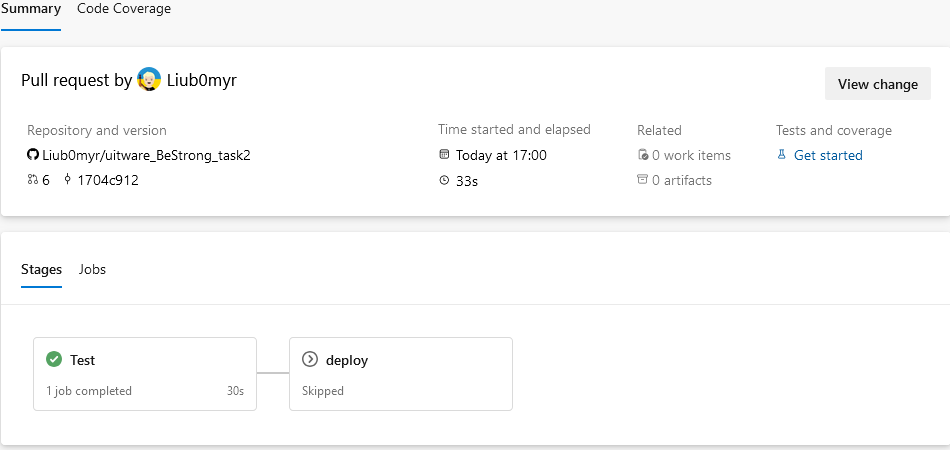 Summary Code Coverage
Pull request by Liub0myr
View change
Repository and version
Liub0myr/uitware_BeStrong_task2
6 1704c912
Time started and elapsed
Today at 17:00
33s
Related
0 work items
0 artifacts
Tests and coverage
Get started
Stages Jobs
Test
1 job completed 30s
deploy
Skipped